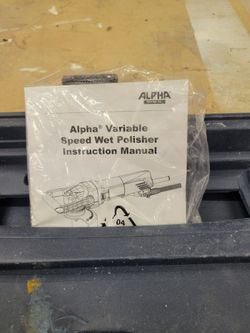 ALPHA
Alpha® Variable
Speed Wet Polisher
Instruction Manual
04